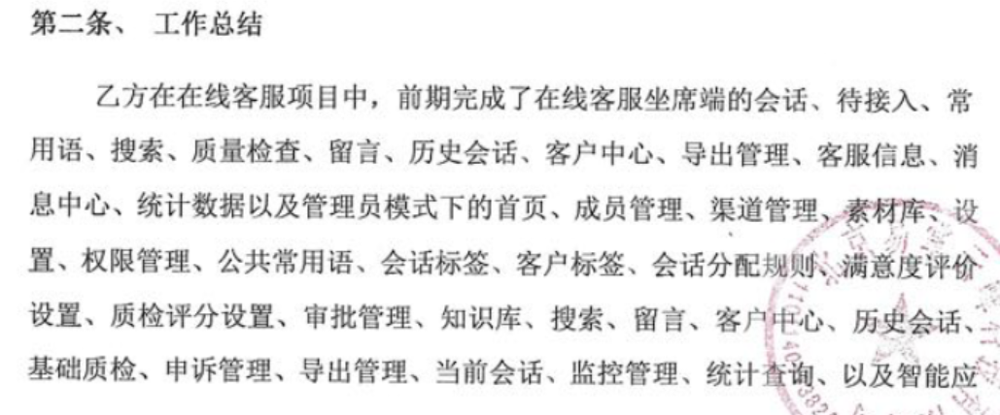 第二条、 工作总结
乙方在在线客服项目中，前期完成了在线客服坐席端的会话、待接入、常
用语、搜索、质量检查、留言、历史会话、客户中心、导出管理、客服信息、消
息中心、统计数据以及管理员模式下的首页、成员管理、渠道管理、素材库、设
置、权限管理、公共常用语、会话标签、客户标签、会话分配规则、满意度评价
设置、质检评分设置、审批管理、知识库、搜索、留言、客户中心、历史会话、
基础质检、申诉管理、导出管理、当前会话、监控管理、统计查询、以及智能应